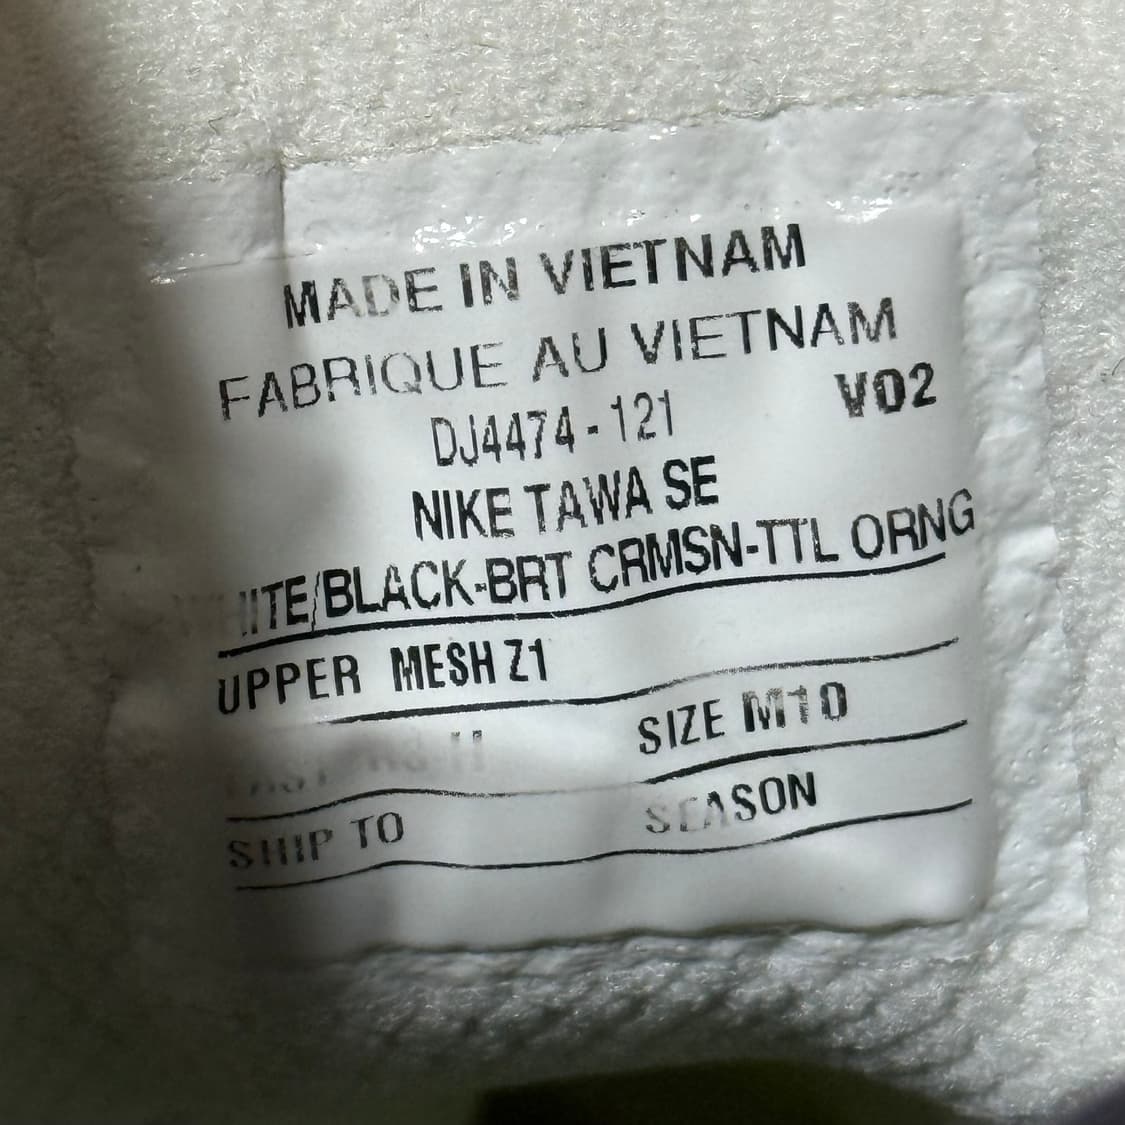 MADE IN VIETNAM
FABRIQUE AU VIETNAM
DJ4474-121 V02
NIKE TAWA SE
WHITE/BLACK-BRT CRMSN-TTL ORNG
UPPER MESH Z1
SIZE M10
SHIP TO SEASON